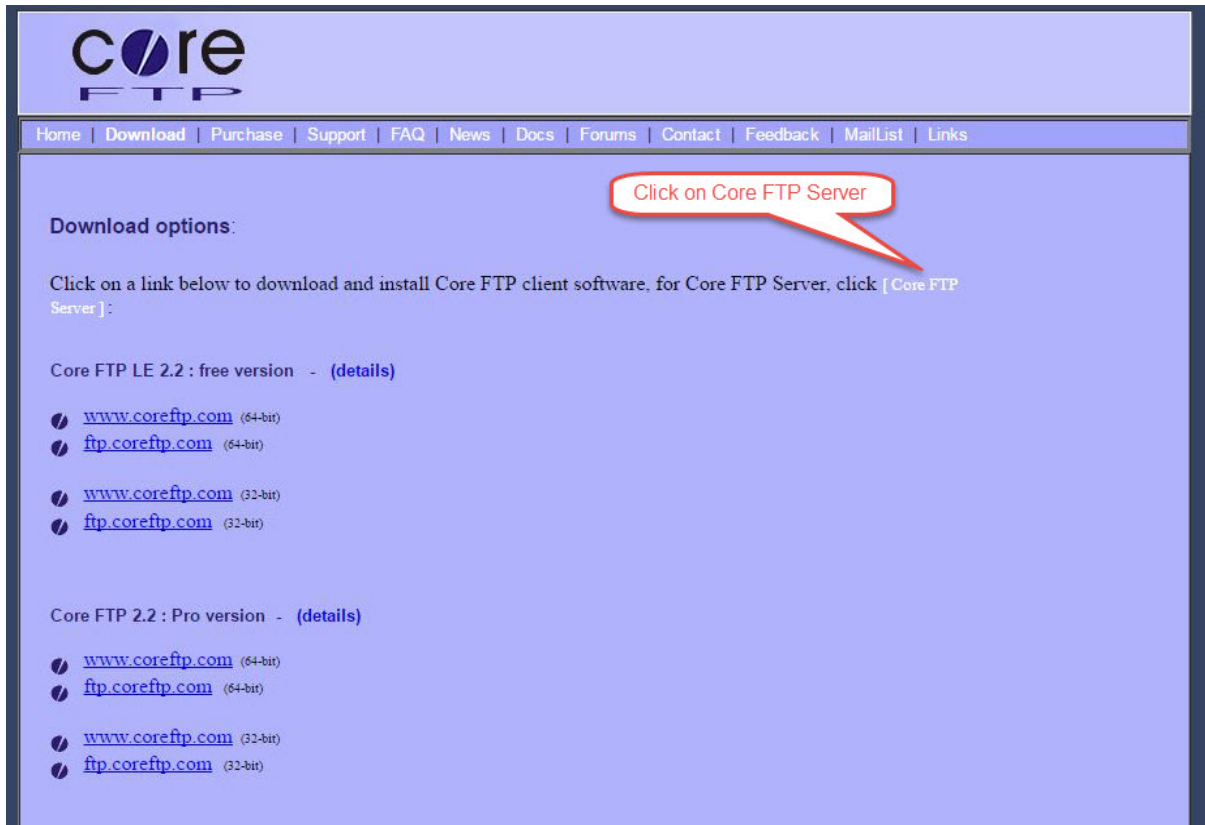 core
FTP
Home | Download | Purchase | Support | FAQ | News | Docs | Forums | Contact | Feedback | MailList | Links
Click on Core FTP Server
Download options:
Click on a link below to download and install Core FTP client software, for Core FTP Server, click [ Core FTP
Server ] :
Core FTP LE 2.2 : free version - (details)
www.coreftp.com (64-bit)
ftp.coreftp.com (64-bit)
www.coreftp.com (32-bit)
ftp.coreftp.com (32-bit)
Core FTP 2.2 : Pro version - (details)
www.coreftp.com (64-bit)
ftp.coreftp.com (64-bit)
www.coreftp.com (32-bit)
ftp.coreftp.com (32-bit)